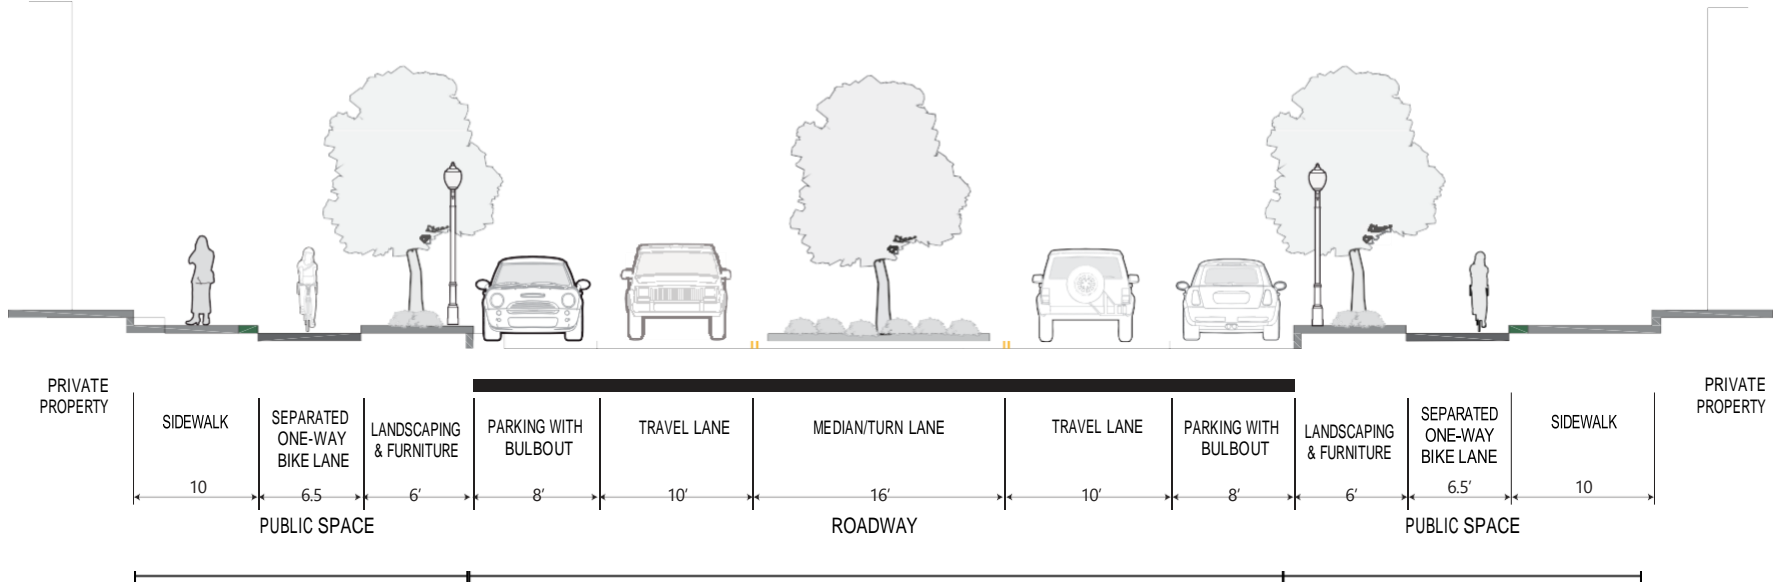 PRIVATE
PROPERTY
SIDEWALK
SEPARATED
ONE-WAY
BIKE LANE
LANDSCAPING
& FURNITURE
PARKING WITH
BULBOUT
TRAVEL LANE
MEDIAN/TURN LANE
TRAVEL LANE
PARKING WITH
BULBOUT
LANDSCAPING
& FURNITURE
SEPARATED
ONE-WAY
BIKE LANE
SIDEWALK
PRIVATE
PROPERTY
10
6.5
6'
8'
10'
16'
10'
8'
6'
6.5'
10
PUBLIC SPACE
ROADWAY
PUBLIC SPACE